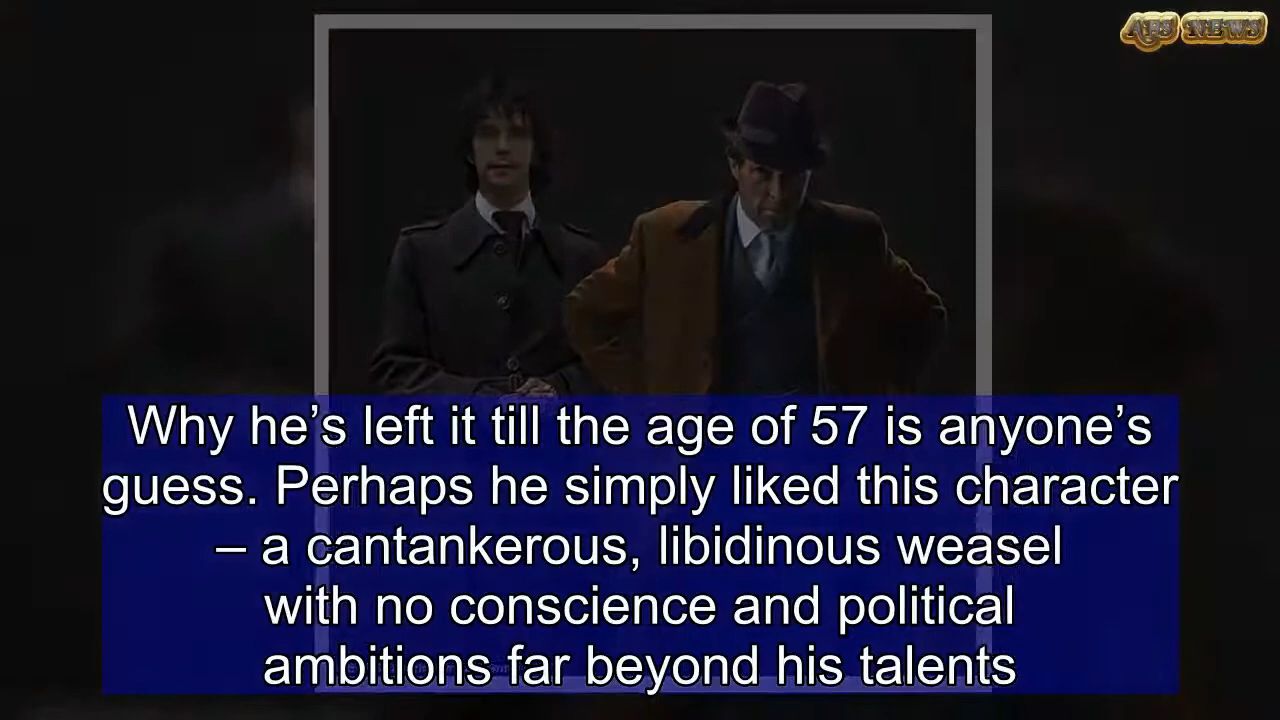 ABS NEWS
Why he’s left it till the age of 57 is anyone’s
guess. Perhaps he simply liked this character
– a cantankerous, libidinous weasel
with no conscience and political
ambitions far beyond his talents